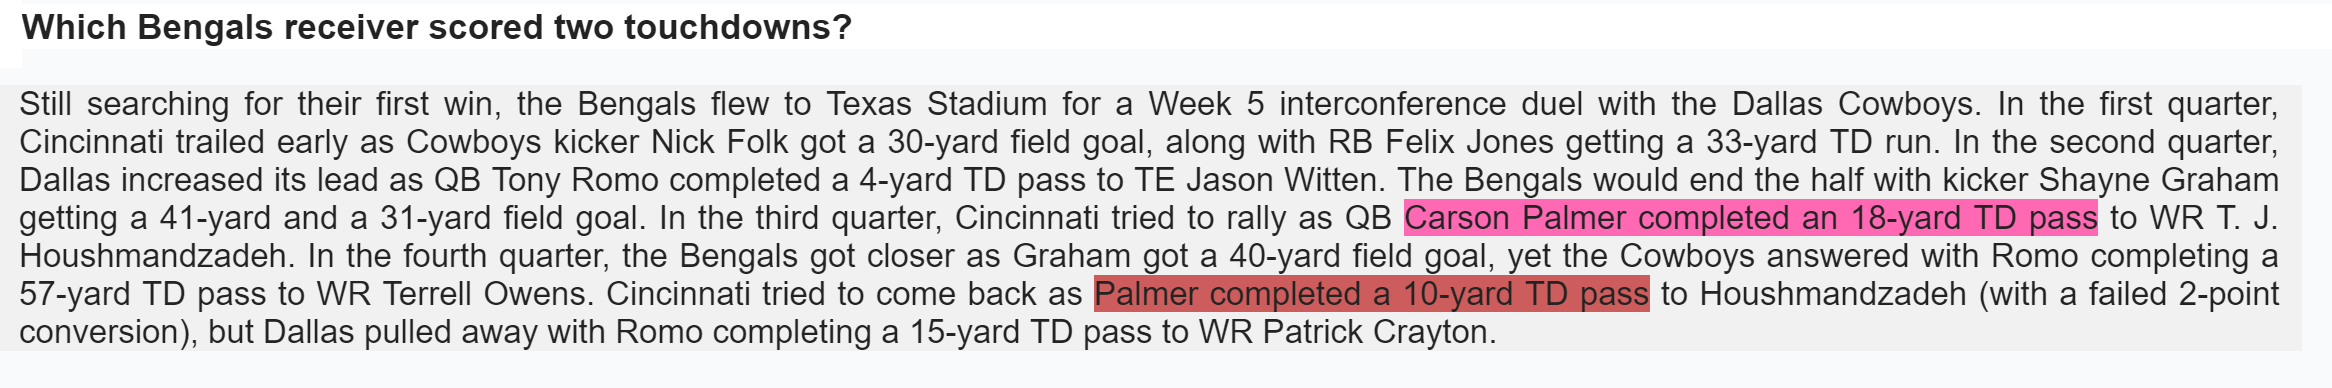 Which Bengals receiver scored two touchdowns?
Still searching for their first win, the Bengals flew to Texas Stadium for a Week 5 interconference duel with the Dallas Cowboys. In the first quarter,
Cincinnati trailed early as Cowboys kicker Nick Folk got a 30-yard field goal, along with RB Felix Jones getting a 33-yard TD run. In the second quarter,
Dallas increased its lead as QB Tony Romo completed a 4-yard TD pass to TE Jason Witten. The Bengals would end the half with kicker Shayne Graham
getting a 41-yard and a 31-yard field goal. In the third quarter, Cincinnati tried to rally as QB Carson Palmer completed an 18-yard TD pass to WR T. J.
Houshmandzadeh. In the fourth quarter, the Bengals got closer as Graham got a 40-yard field goal, yet the Cowboys answered with Romo completing a
57-yard TD pass to WR Terrell Owens. Cincinnati tried to come back as Palmer completed a 10-yard TD pass to Houshmandzadeh (with a failed 2-point
conversion), but Dallas pulled away with Romo completing a 15-yard TD pass to WR Patrick Crayton.